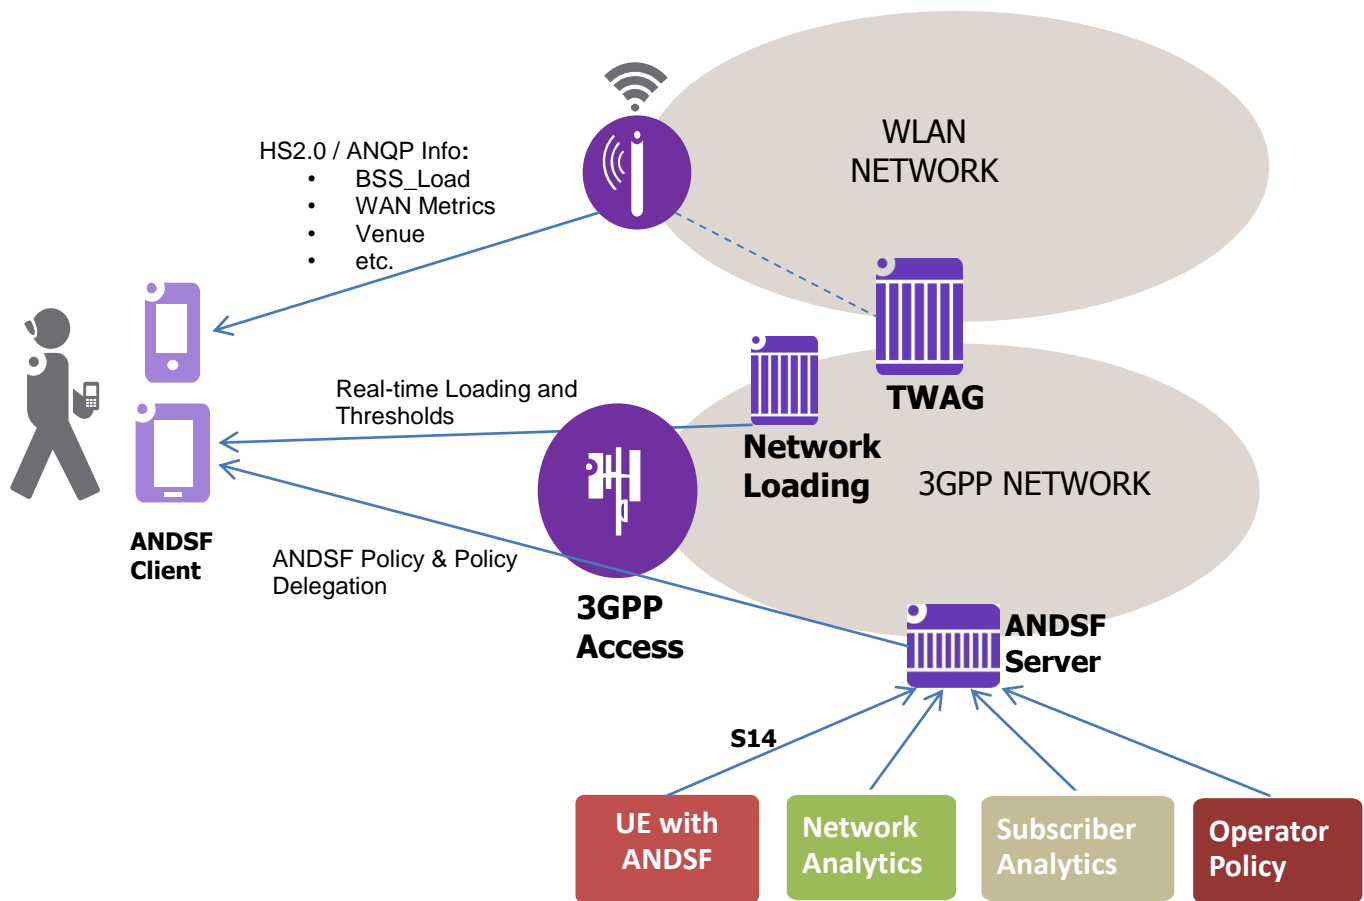 WLAN
NETWORK
HS2.0 / ANQP Info:
• BSS_Load
• WAN Metrics
• Venue
• etc.
TWAG
Real-time Loading and
Thresholds
Network
Loading
3GPP NETWORK
ANDSF
Client
ANDSF Policy & Policy
Delegation
3GPP
Access
ANDSF
Server
S14
UE with
ANDSF
Network
Analytics
Subscriber
Analytics
Operator
Policy